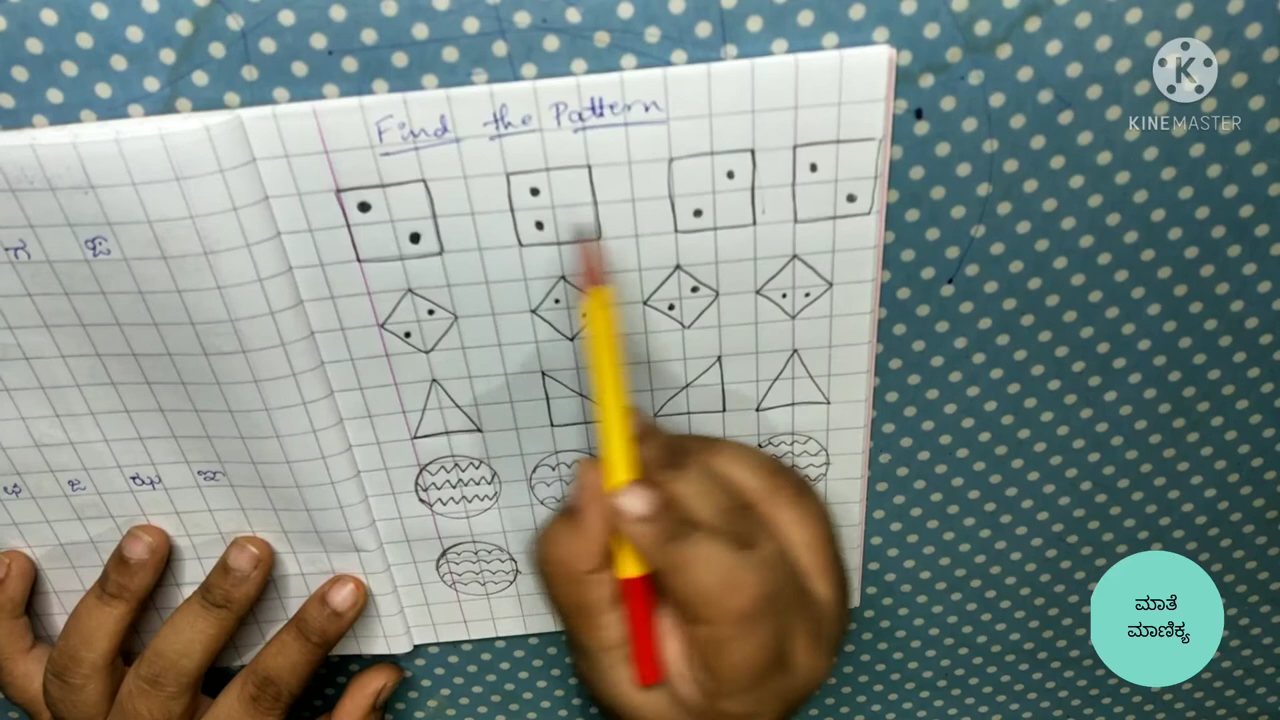 Find the Pattern
ಗ
ಜ ಝ
KINEMASTER
ಮಾತೆ
ಮಾಣಿಕ್ಯ